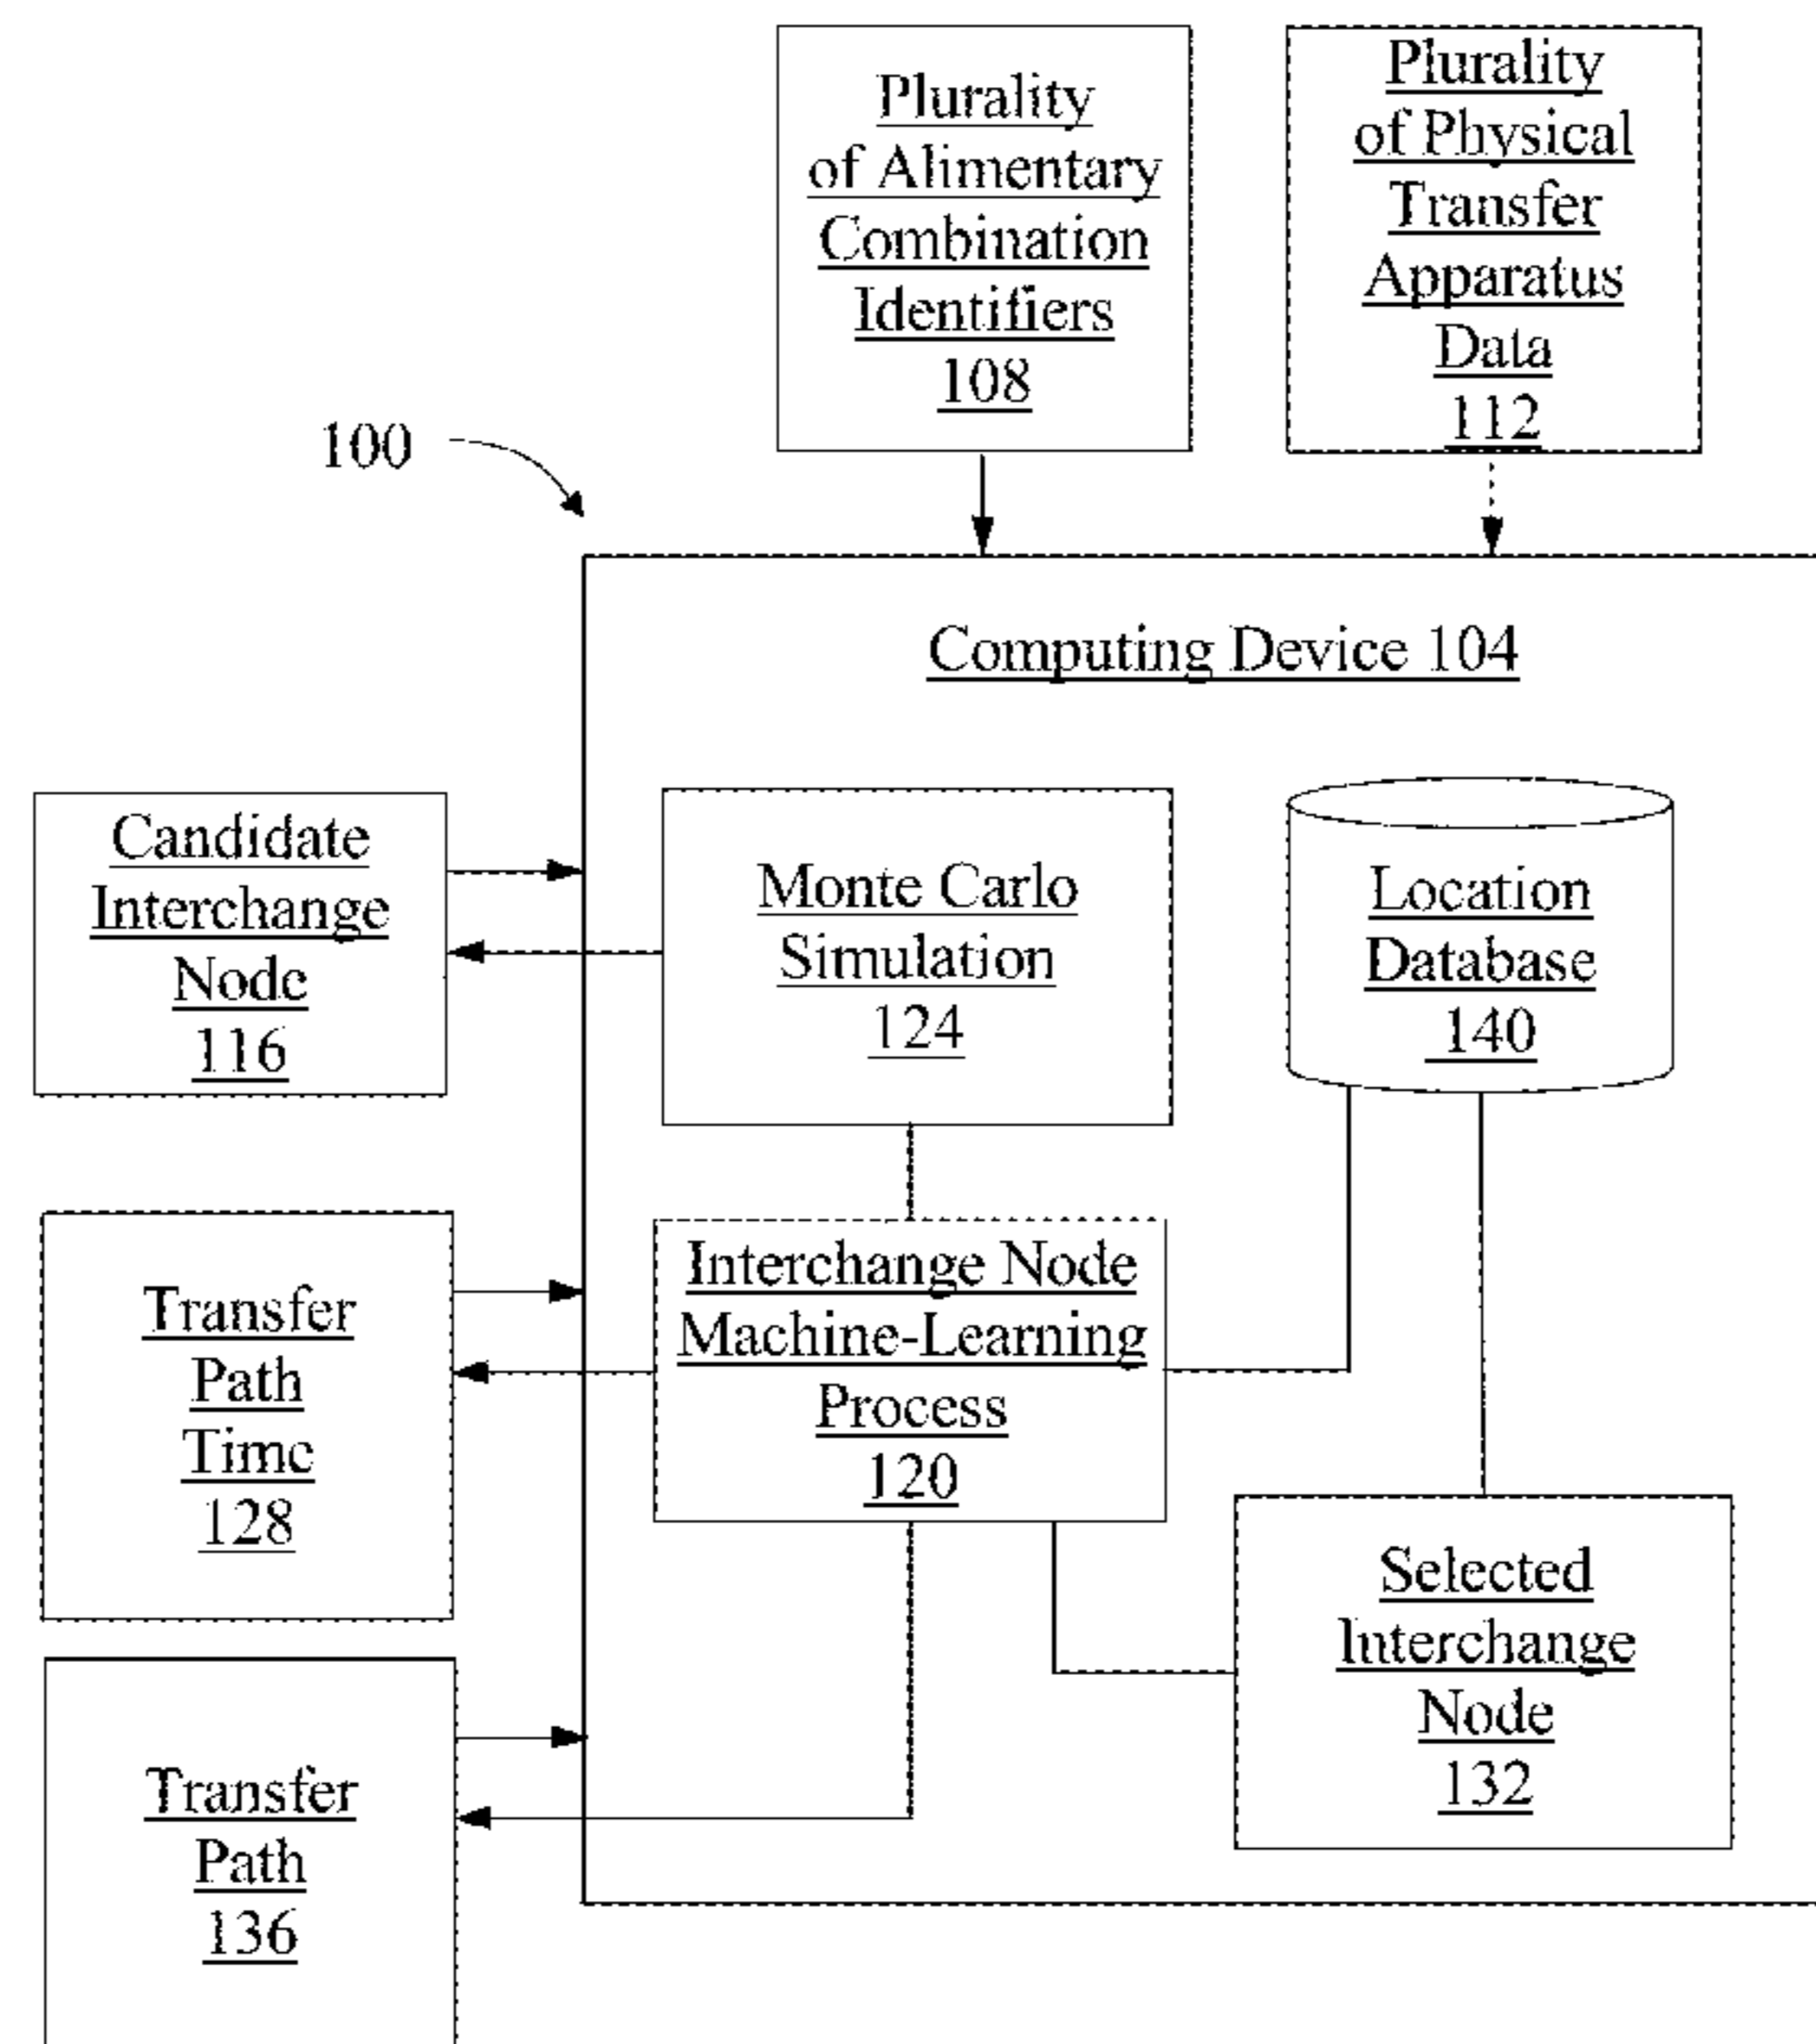 Plurality
of Alimentary
Combination
Identifiers
108
Plurality
of Physical
Transfer
Apparatus
Data
112
100
Computing Device 104
Candidate
Interchange
Node
116
Monte Carlo
Simulation
124
Location
Database
140
Transfer
Path
Time
128
Interchange Node
Machine-Learning
Process
120
Selected
Interchange
Node
132
Transfer
Path
136